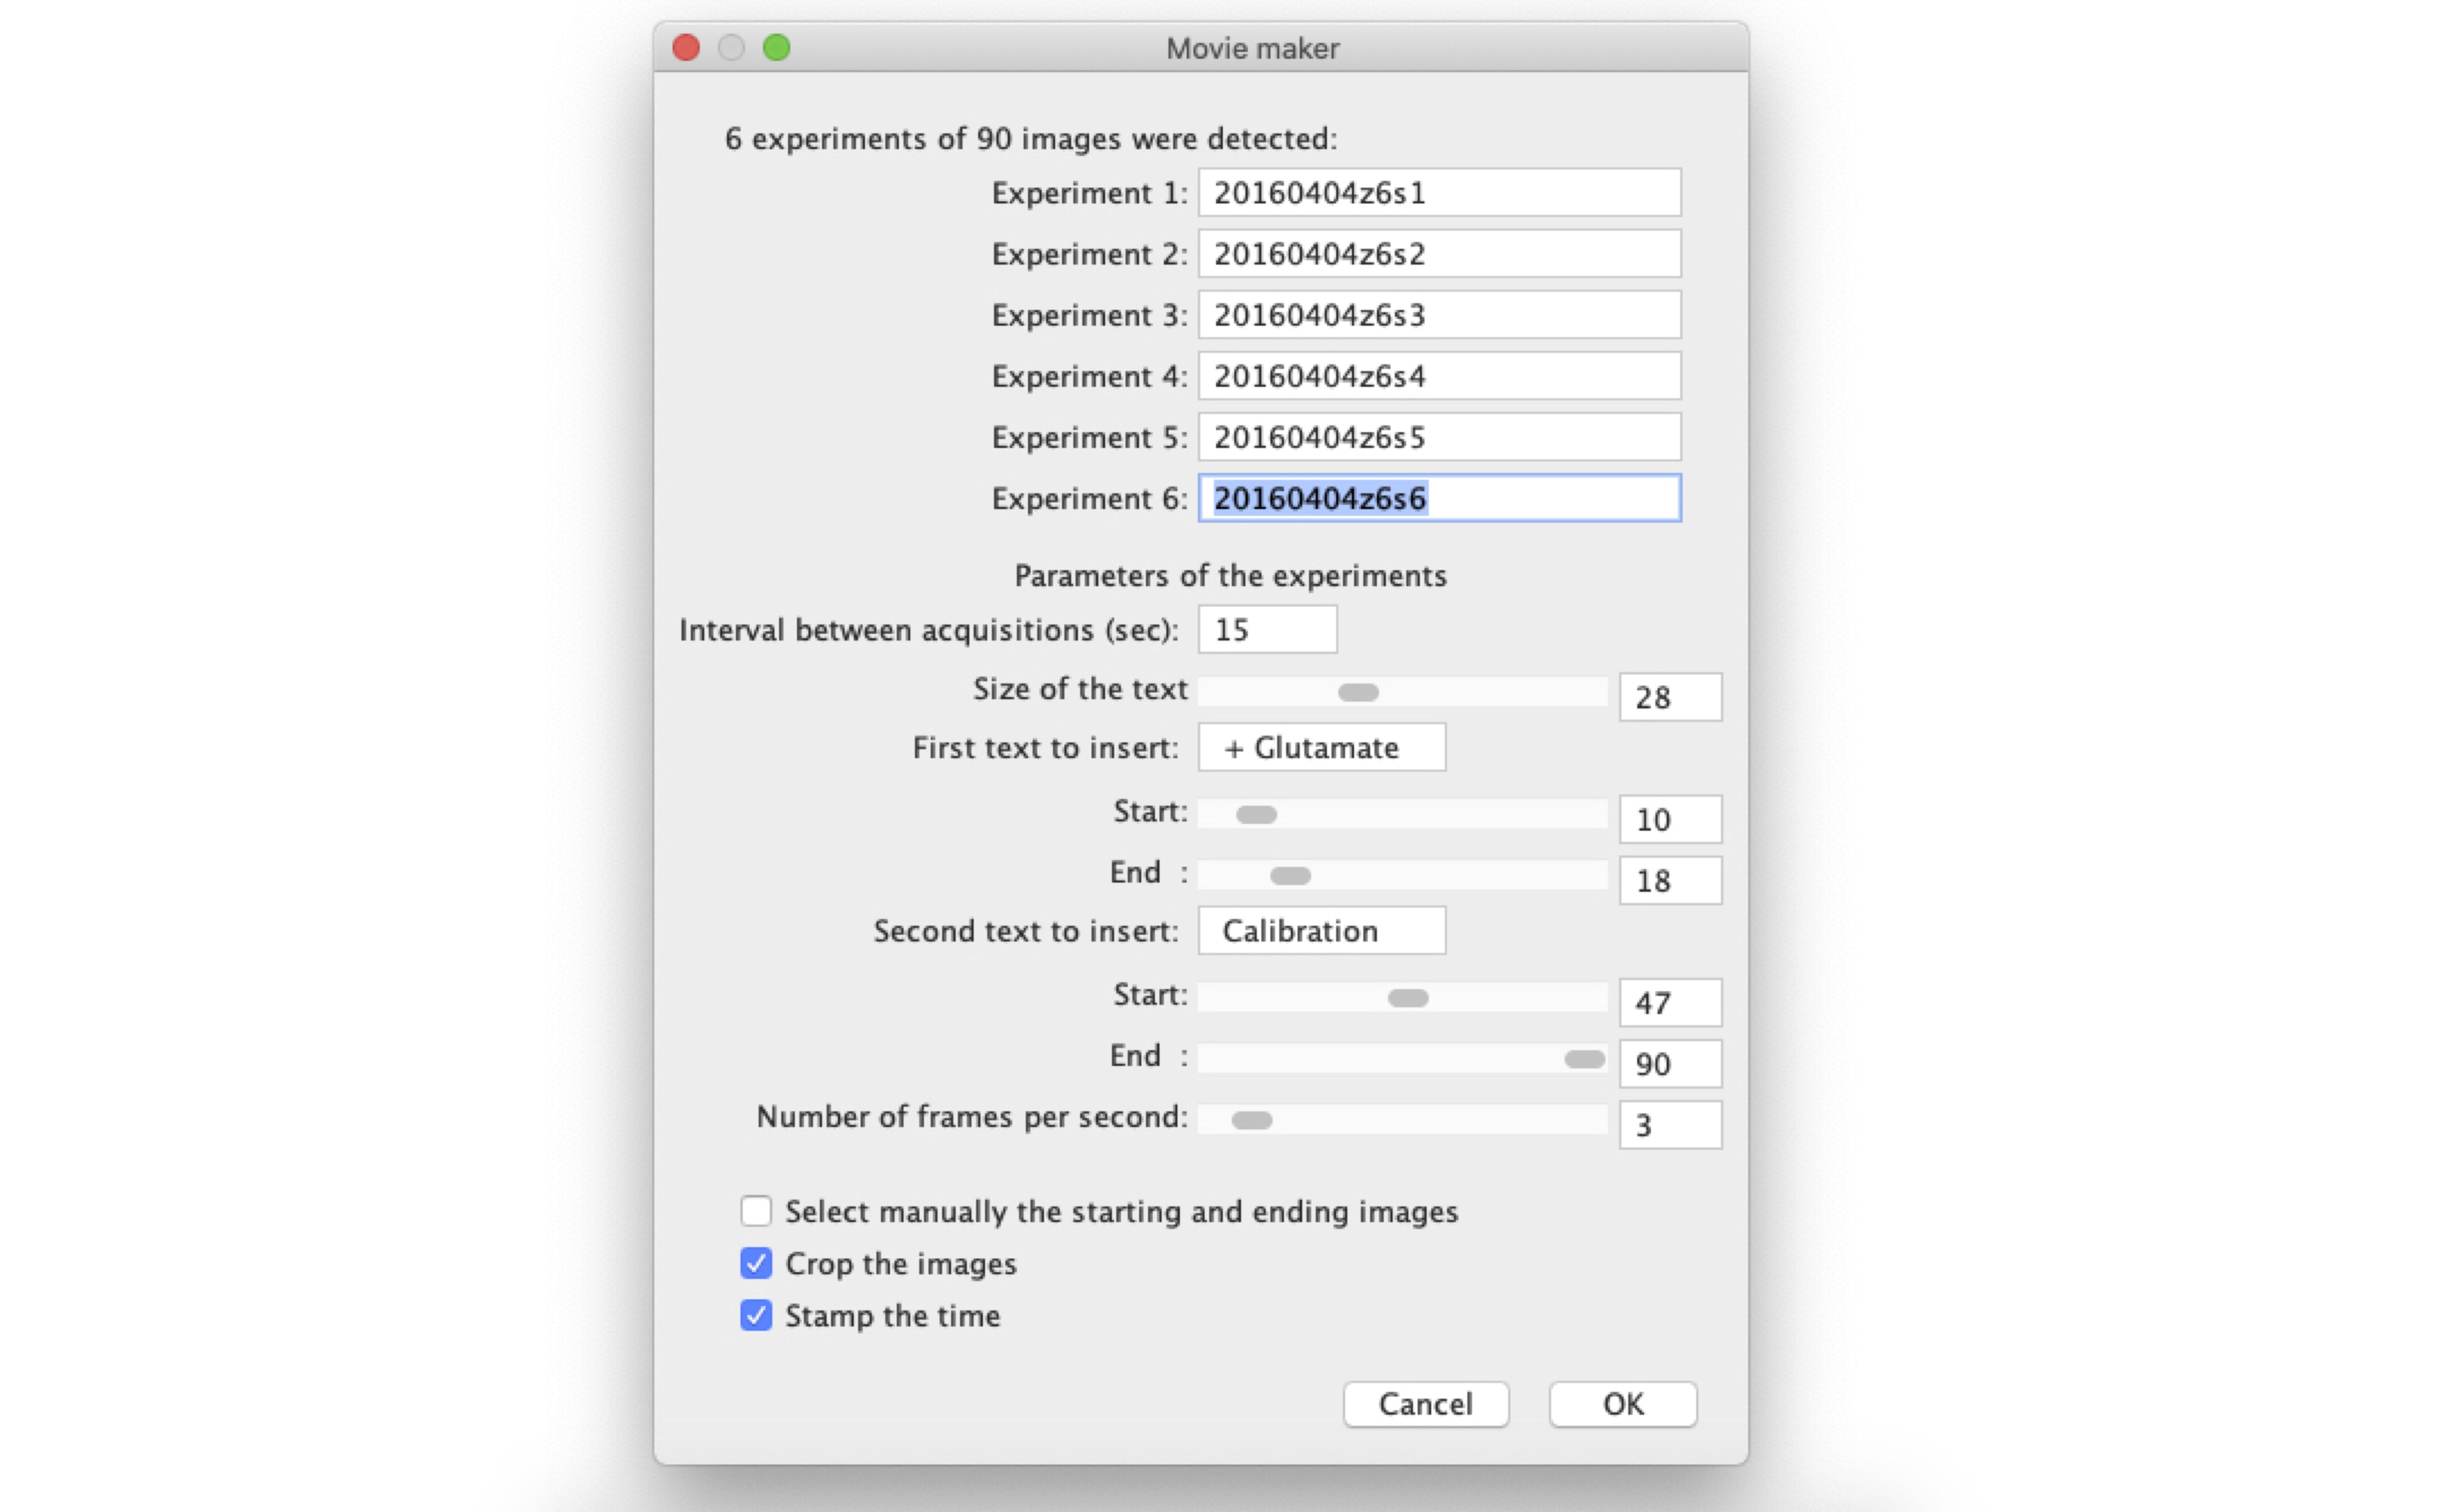 Movie maker
6 experiments of 90 images were detected:
Experiment 1: 20160404z6s1
Experiment 2: 20160404z6s2
Experiment 3: 20160404z6s3
Experiment 4: 20160404z6s4
Experiment 5: 20160404z6s5
Experiment 6: 20160404z6s6
Parameters of the experiments
Interval between acquisitions (sec): 15
Size of the text 28
First text to insert: + Glutamate
Start: 10
End : 18
Second text to insert: Calibration
Start: 47
End : 90
Number of frames per second: 3
Select manually the starting and ending images
Crop the images
Stamp the time
Cancel OK